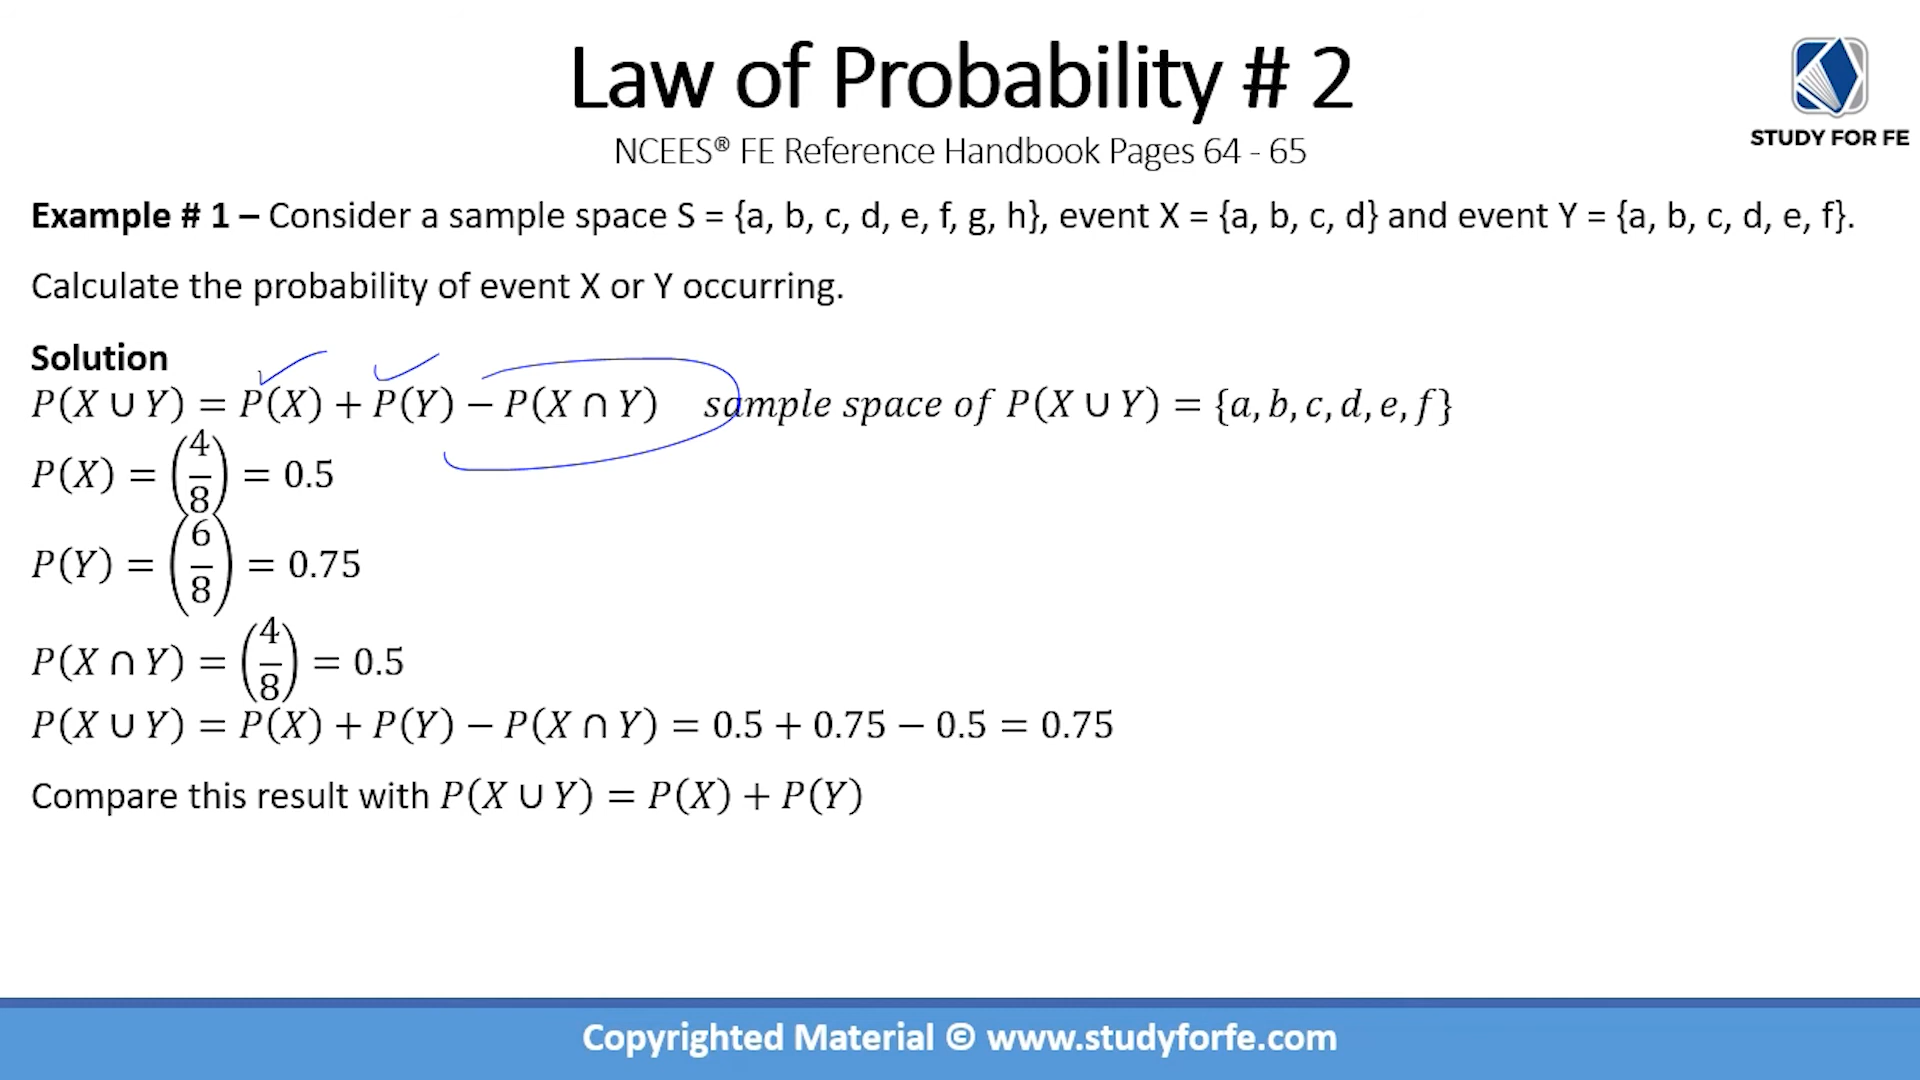 Law of Probability # 2
STUDY FOR FE
NCEES® FE Reference Handbook Pages 64 - 65
Example # 1 – Consider a sample space S = {a, b, c, d, e, f, g, h}, event X = {a, b, c, d} and event Y = {a, b, c, d, e, f}.
Calculate the probability of event X or Y occurring.
Solution
P(X ∪ Y) = P(X) + P(Y) − P(X ∩ Y) sample space of P(X ∪ Y) = {a, b, c, d, e, f}
P(X) = (4/8) = 0.5
P(Y) = (6/8) = 0.75
P(X ∩ Y) = (4/8) = 0.5
P(X ∪ Y) = P(X) + P(Y) − P(X ∩ Y) = 0.5 + 0.75 − 0.5 = 0.75
Compare this result with P(X ∪ Y) = P(X) + P(Y)
Copyrighted Material © www.studyforfe.com